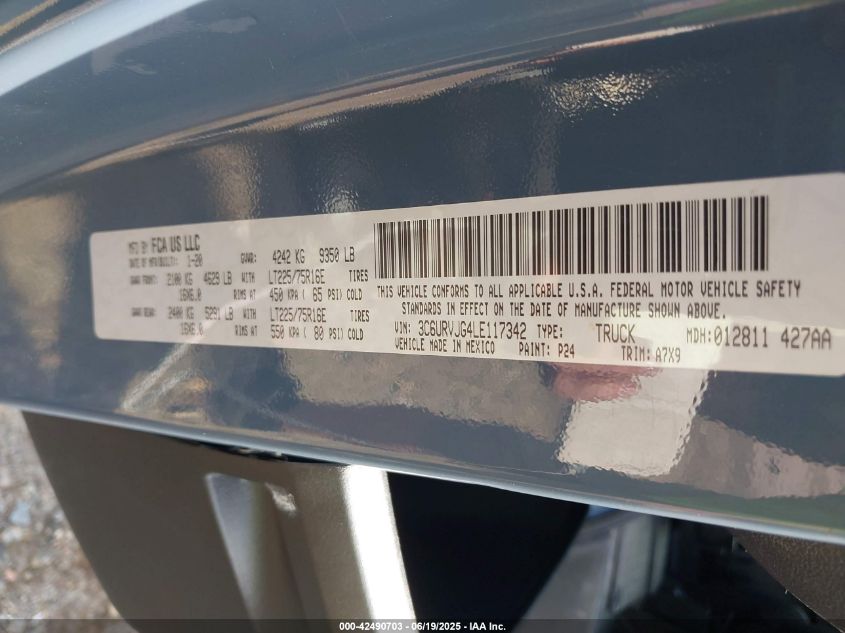 MFD BY FCA US LLC
DATE OF MFR(BUILT): 1-20 GVWR: 4242 KG 9350 LB
GAWR FRONT: 2100 KG 4629 LB WITH LT225/75R16E TIRES
16X6.0 RIMS AT 450 KPA ( 65 PSI) COLD
GAWR REAR: 2400 KG 5291 LB WITH LT225/75R16E TIRES
16X6.0 RIMS AT 550 KPA ( 80 PSI) COLD
THIS VEHICLE CONFORMS TO ALL APPLICABLE U.S.A. FEDERAL MOTOR VEHICLE SAFETY
STANDARDS IN EFFECT ON THE DATE OF MANUFACTURE SHOWN ABOVE.
VIN: 3C6URVJG4LE117342 TYPE: TRUCK MDH:012811 427AA
VEHICLE MADE IN MEXICO PAINT: P24 TRIM: A7X9
000-42490703 - 06/19/2025 - IAA Inc.